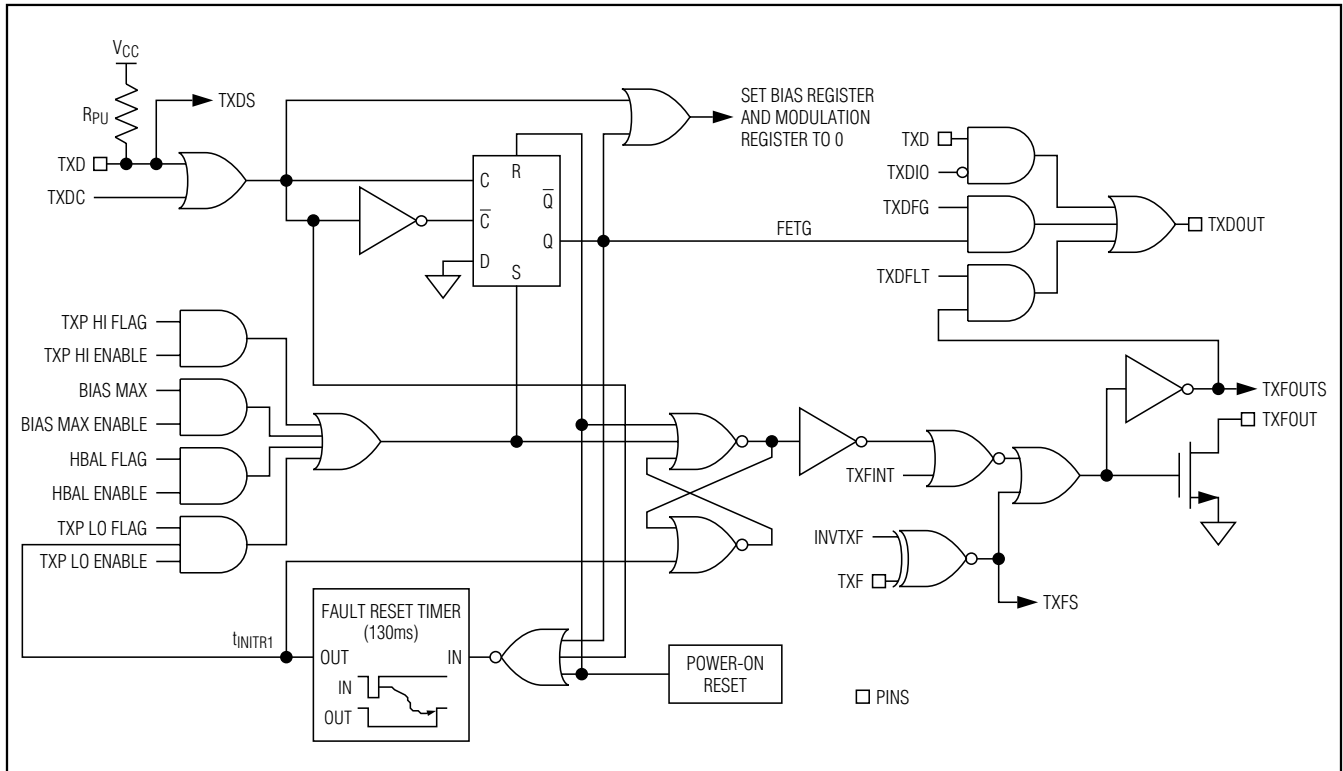 VCC
RPU
TXDS
TXD
TXDC
SET BIAS REGISTER
AND MODULATION
REGISTER TO 0
R
C
Q
C
Q
D
S
FETG
TXD
TXDIO
TXDFG
TXDFLT
TXDOUT
TXP HI FLAG
TXP HI ENABLE
BIAS MAX
BIAS MAX ENABLE
HBAL FLAG
HBAL ENABLE
TXP LO FLAG
TXP LO ENABLE
TXFOUTS
TXFOUT
TXFINT
INVTXF
TXF
TXFS
tINITR1
FAULT RESET TIMER
(130ms)
OUT
IN
IN
OUT
POWER-ON
RESET
PINS